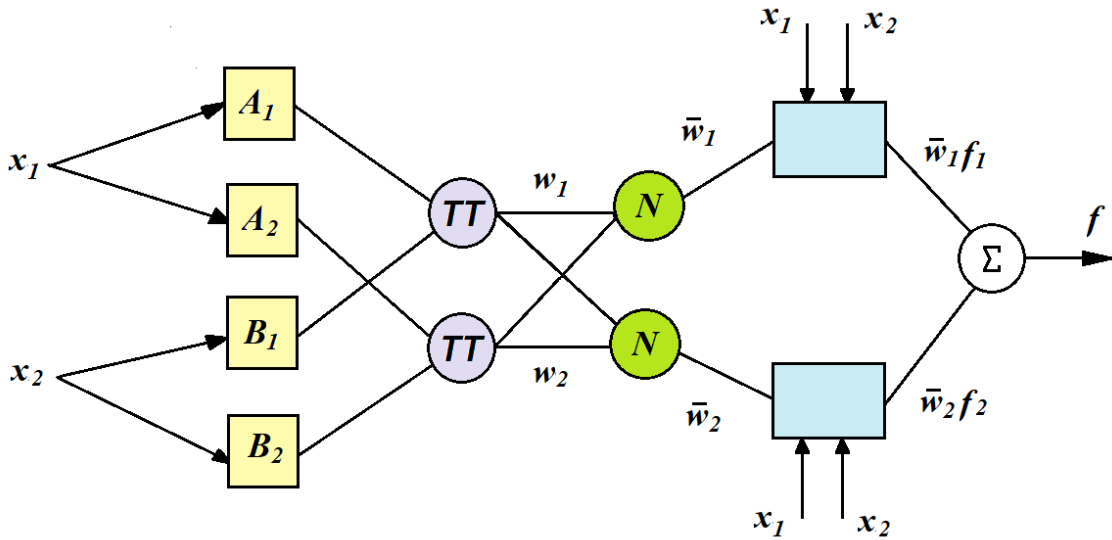 x₁ x₂
A₁
w̄₁ w̄₁f₁
x₁ w₁
A₂ TT N f
Σ
B₁
TT N
x₂ w₂
w̄₂ w̄₂f₂
B₂
x₁ x₂